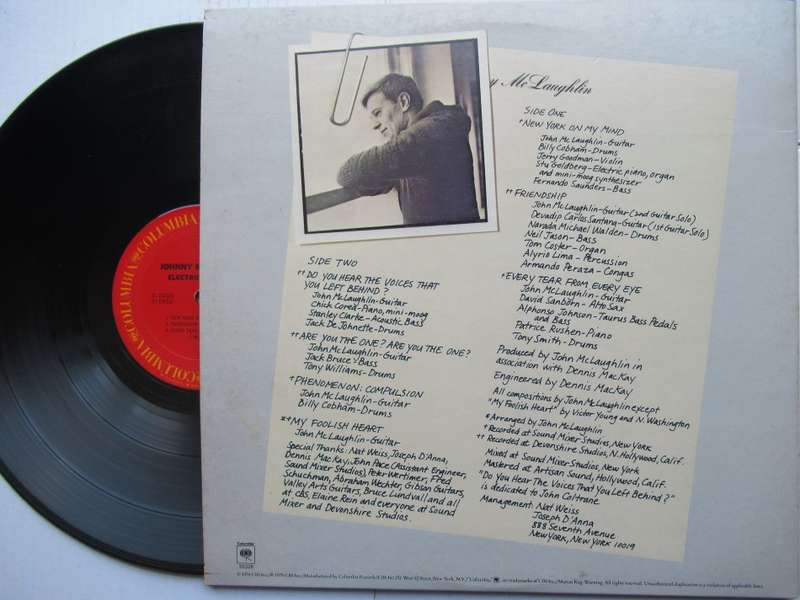 y McLaughlin
SIDE ONE
+NEW YORK ON MY MIND
John McLaughlin-Guitar
Billy Cobham-Drums
Jerry Goodman-Violin
Stu Goldberg-Electric piano, organ
and mini-moog synthesizer
Fernando Saunders-Bass
††FRIENDSHIP
John McLaughlin-Guitar (2nd Guitar Solo)
Devadip Carlos Santana-Guitar (1st Guitar Solo)
Narada Michael Walden-Drums
Neil Jason-Bass
Tom Coster-Organ
Alyrio Lima-Percussion
Armando Peraza-Congas
+EVERY TEAR FROM EVERY EYE
John McLaughlin-Guitar
David Sanborn-Alto Sax
Alphonso Johnson-Taurus Bass Pedals
and Bass
Patrice Rushen-Piano
Tony Smith-Drums
Produced by John McLaughlin in
association with Dennis MacKay
Engineered by Dennis MacKay
All compositions by John McLaughlin except
"My Foolish Heart" by Victor Young and N. Washington
*Arranged by John McLaughlin
+Recorded at Sound Mixer Studios, New York
††Recorded at Devonshire Studios, N. Hollywood, Calif.
Mixed at Sound Mixer Studios, New York
Mastered at Artisan Sound, Hollywood, Calif.
"Do You Hear The Voices That You Left Behind?"
is dedicated to John Coltrane
Management: Nat Weiss
Joseph D'Anna
888 Seventh Avenue
New York, New York 10019
SIDE TWO
††DO YOU HEAR THE VOICES THAT
YOU LEFT BEHIND?
John McLaughlin-Guitar
Chick Corea-Piano, mini-moog
Stanley Clarke-Acoustic Bass
Jack DeJohnette-Drums
+ARE YOU THE ONE? ARE YOU THE ONE?
John McLaughlin-Guitar
Jack Bruce-Bass
Tony Williams-Drums
+PHENOMENON: COMPULSION
John McLaughlin-Guitar
Billy Cobham-Drums
*+MY FOOLISH HEART
John McLaughlin-Guitar
Special Thanks: Nat Weiss, Joseph D'Anna,
Dennis MacKay, John Pace (Assistant Engineer,
Sound Mixer Studios) Peter Wertimer, Fred
Schuchman, Abraham Wechter, Gibson Guitars,
Valley Arts Guitars, Bruce Lundvall and all
at CBS, Elaine Rein and everyone at Sound
Mixer and Devonshire Studios.
COLUMBIA
COLUMBIA
JOHNNY
ELECTRIC
STEREO
Columbia